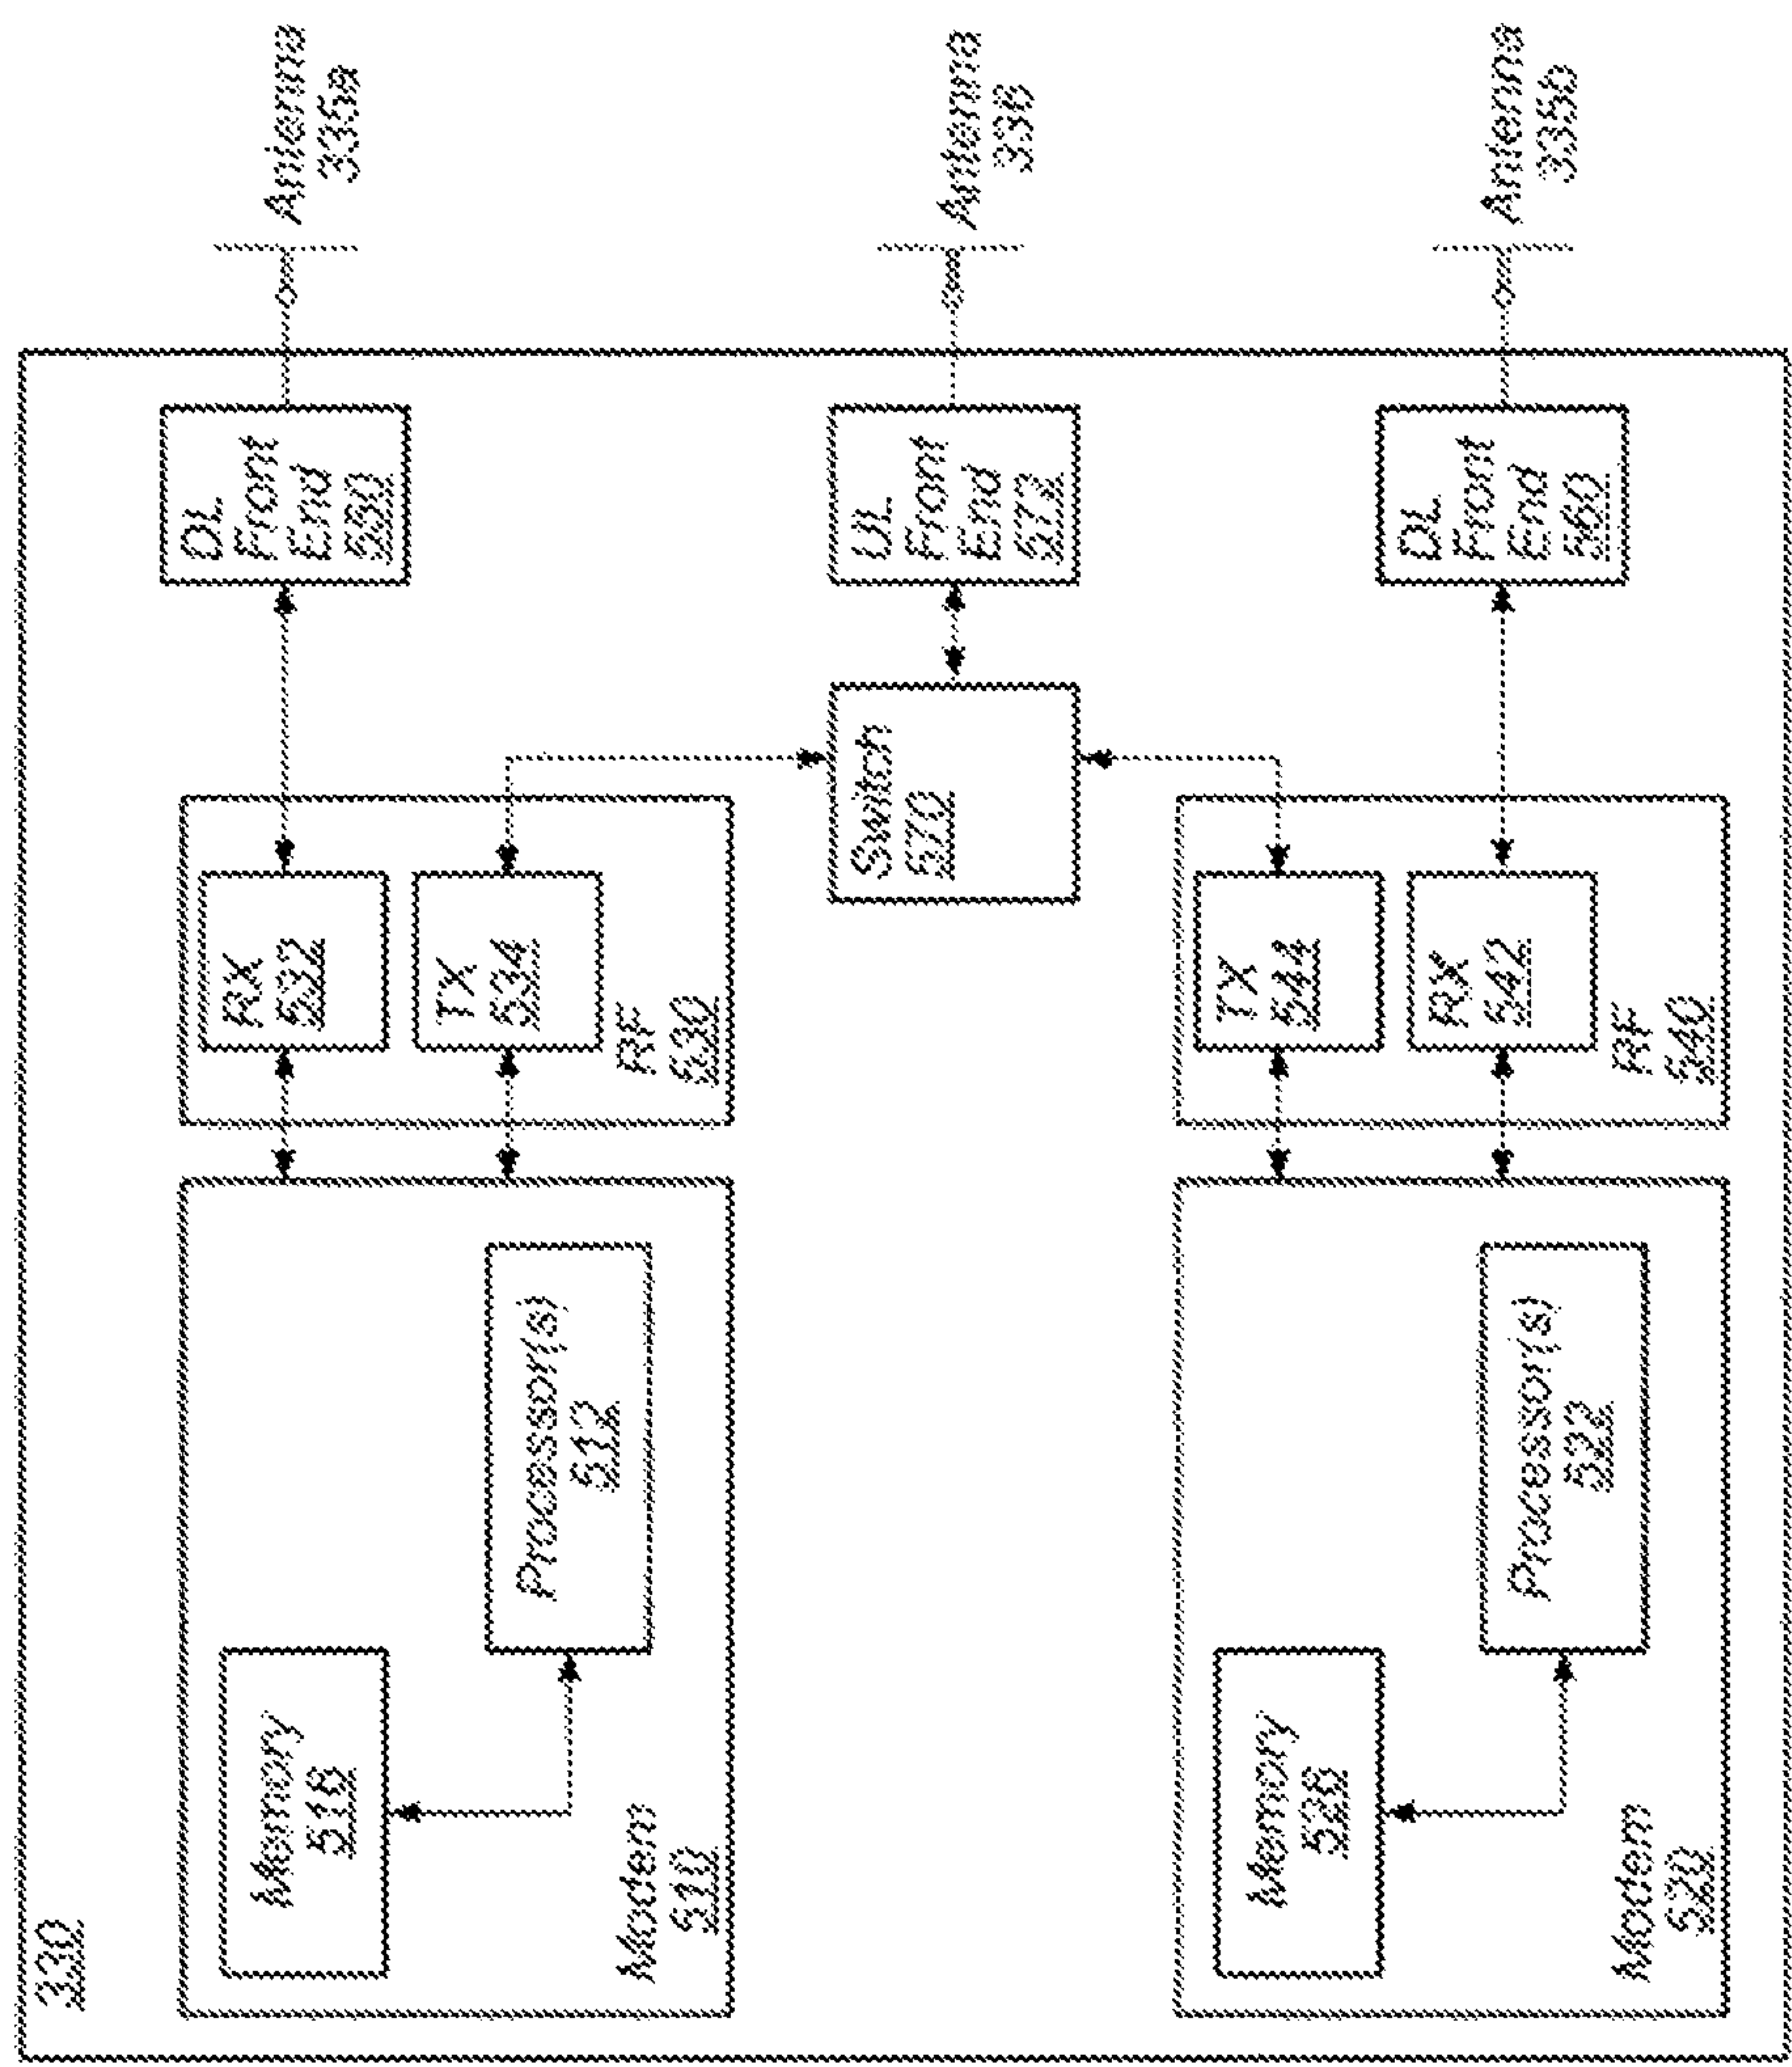 330
Memory
518
Processor(s)
512
Modem
510
RX
532
TX
534
RF
530
DL
Front
End
550
Antenna
335a
Switch
570
UL
Front
End
572
Antenna
336
Memory
528
Processor(s)
522
Modem
520
TX
544
RX
542
RF
540
DL
Front
End
560
Antenna
335b